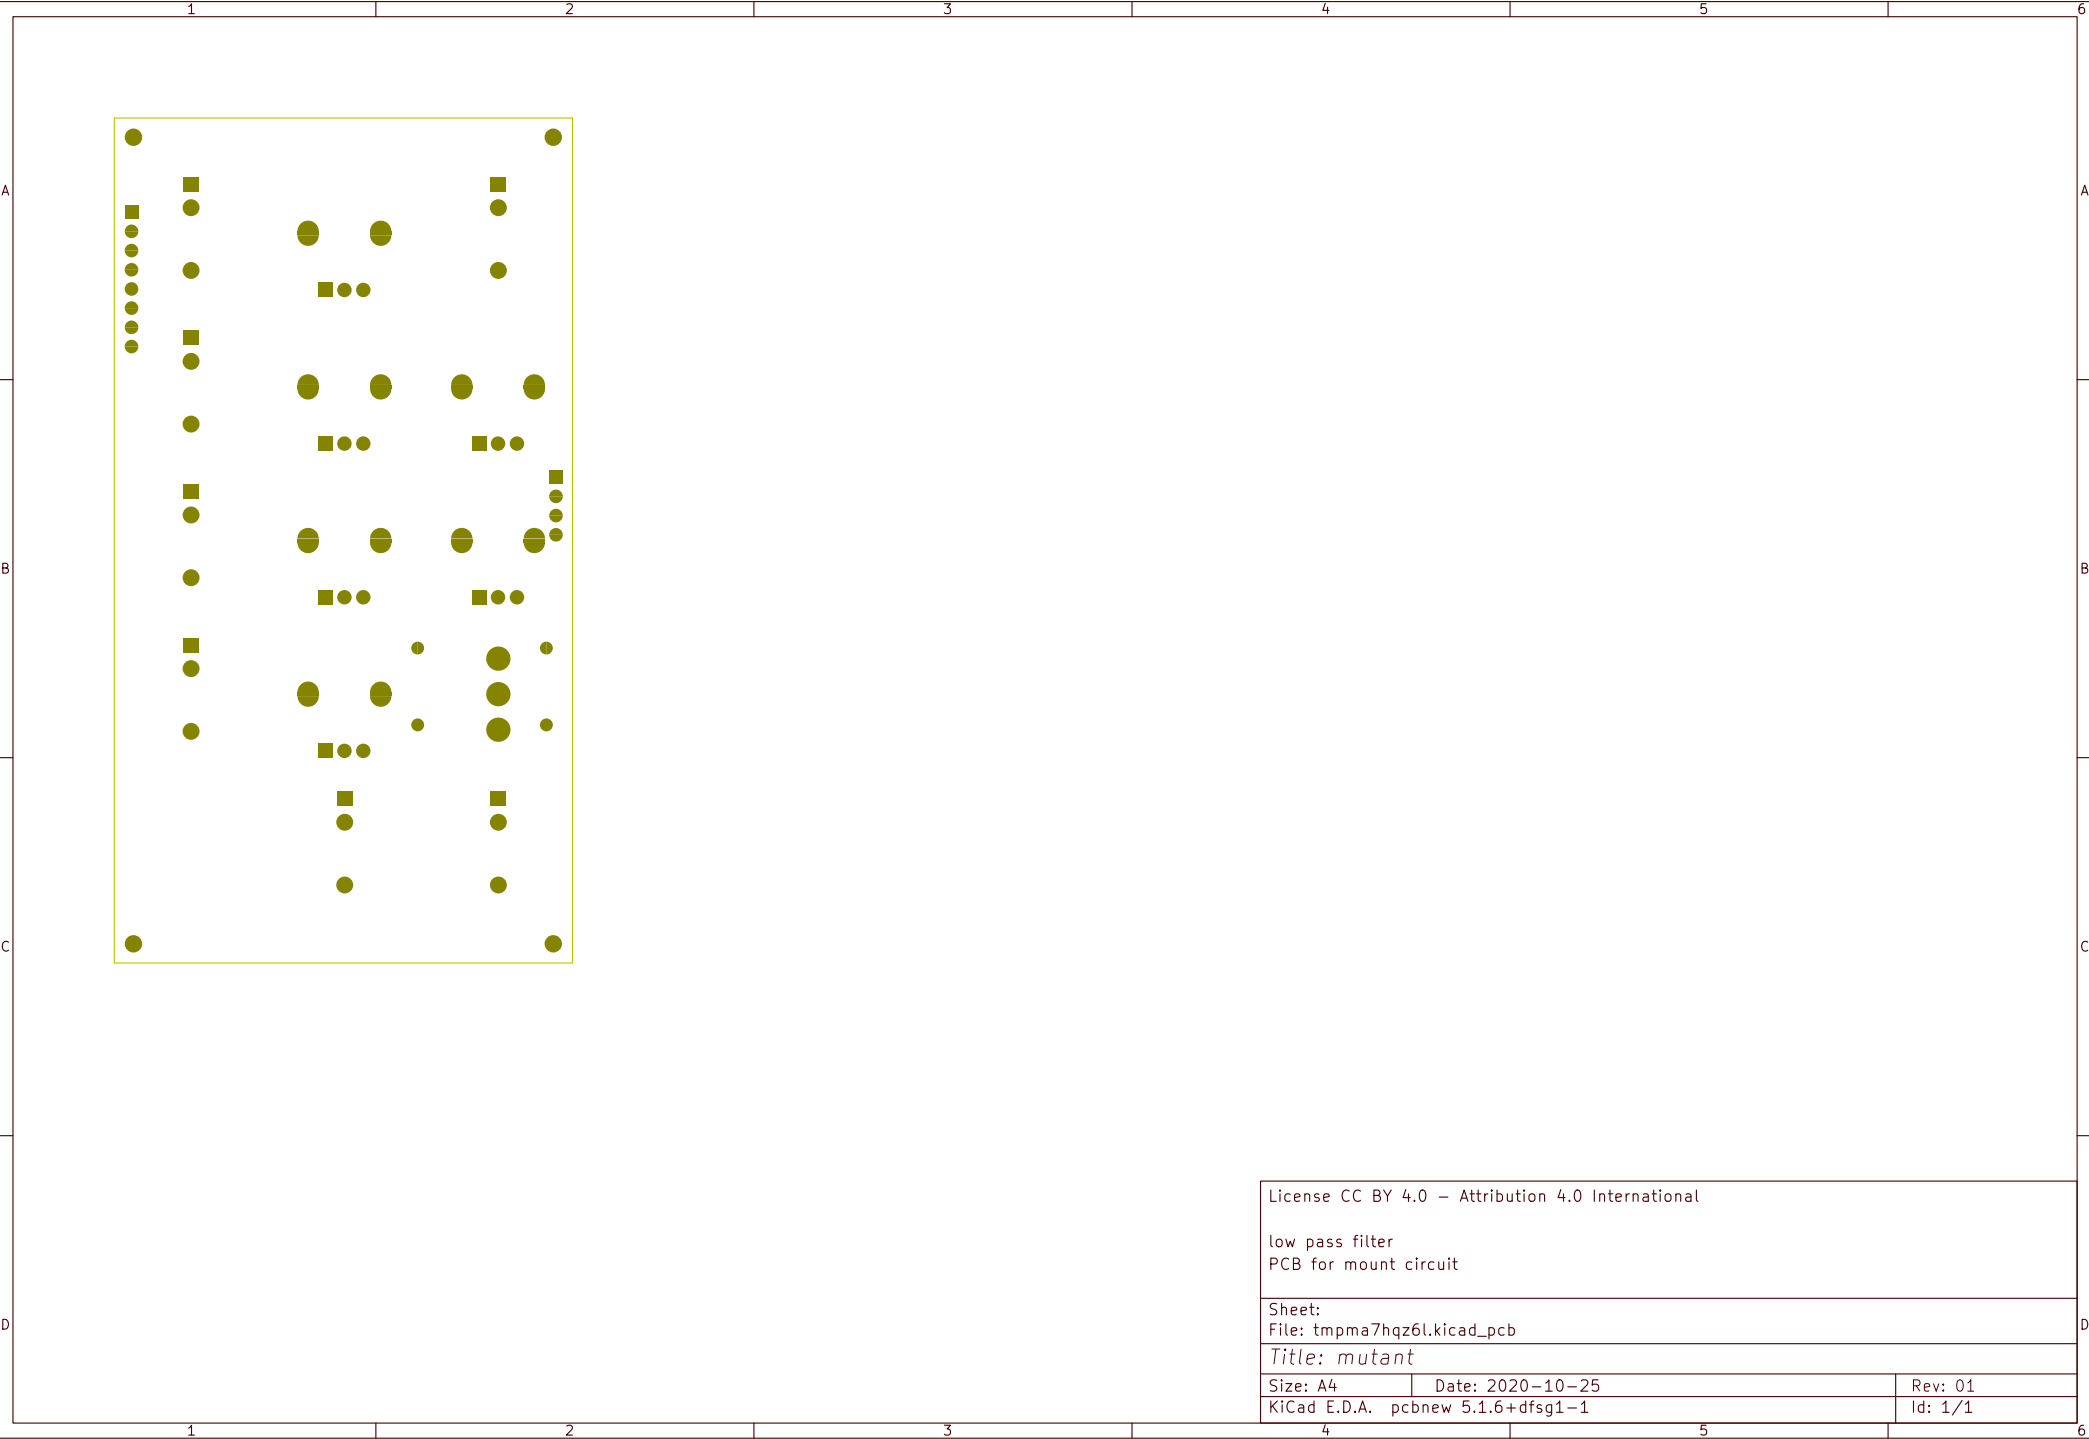 1 2 3 4 5 6
A A
B B
C C
License CC BY 4.0 – Attribution 4.0 International
low pass filter
PCB for mount circuit
Sheet:
D D
File: tmpma7hqz6l.kicad_pcb
Title: mutant
Size: A4 Date: 2020-10-25 Rev: 01
KiCad E.D.A. pcbnew 5.1.6+dfsg1-1 Id: 1/1
1 2 3 4 5 6